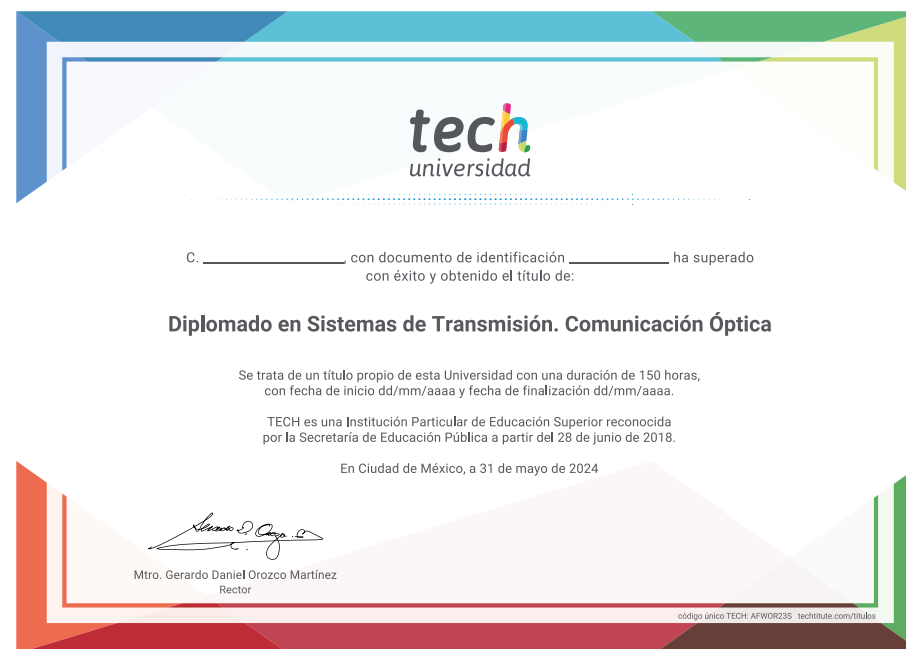 tech
universidad
C. ____________, con documento de identificación ____________ ha superado
con éxito y obtenido el título de:
Diplomado en Sistemas de Transmisión. Comunicación Óptica
Se trata de un título propio de esta Universidad con una duración de 150 horas,
con fecha de inicio dd/mm/aaaa y fecha de finalización dd/mm/aaaa.
TECH es una Institución Particular de Educación Superior reconocida
por la Secretaría de Educación Pública a partir del 28 de junio de 2018.
En Ciudad de México, a 31 de mayo de 2024
Mtro. Gerardo Daniel Orozco Martínez
Rector
código único TECH: AFWOR23S techtitute.com/titulos